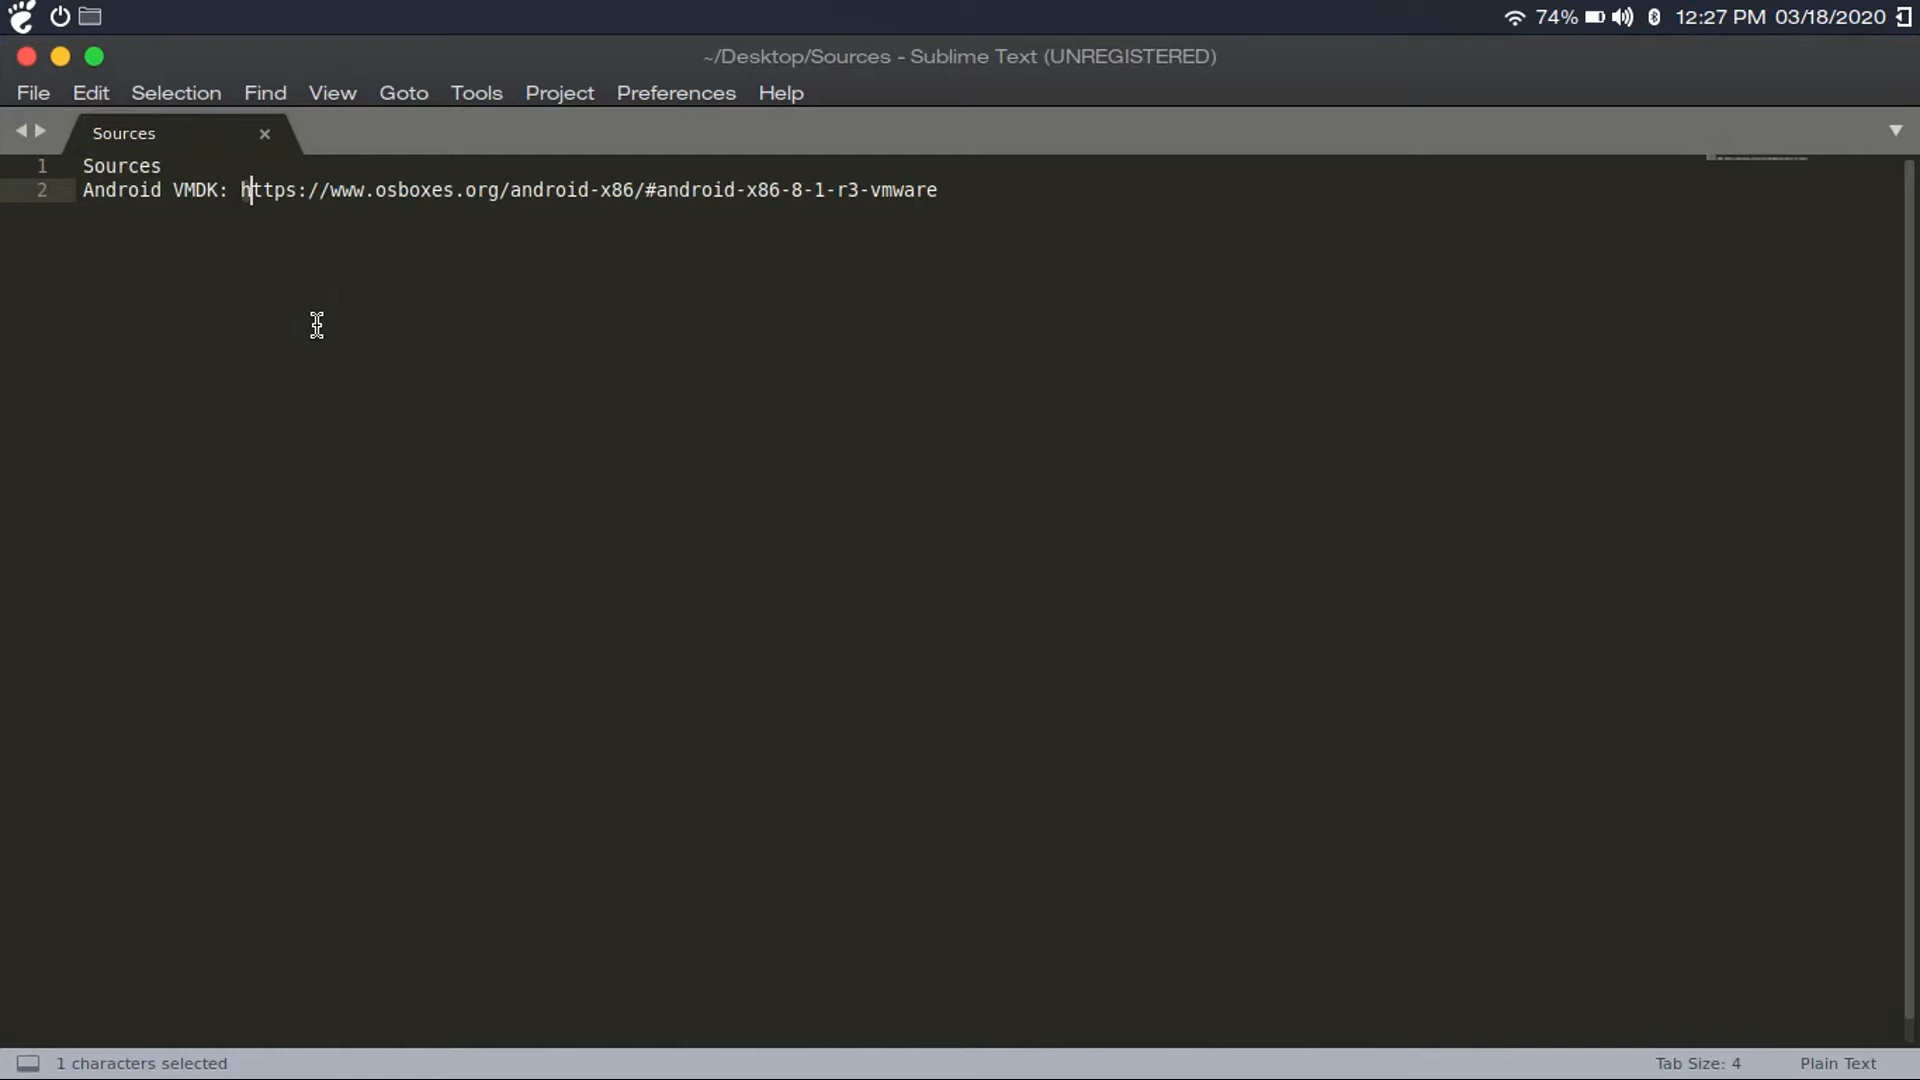 74% 12:27 PM 03/18/2020
~/Desktop/Sources - Sublime Text (UNREGISTERED)
File Edit Selection Find View Goto Tools Project Preferences Help
Sources
1 Sources
2 Android VMDK: https://www.osboxes.org/android-x86/#android-x86-8-1-r3-vmware
1 characters selected Tab Size: 4 Plain Text